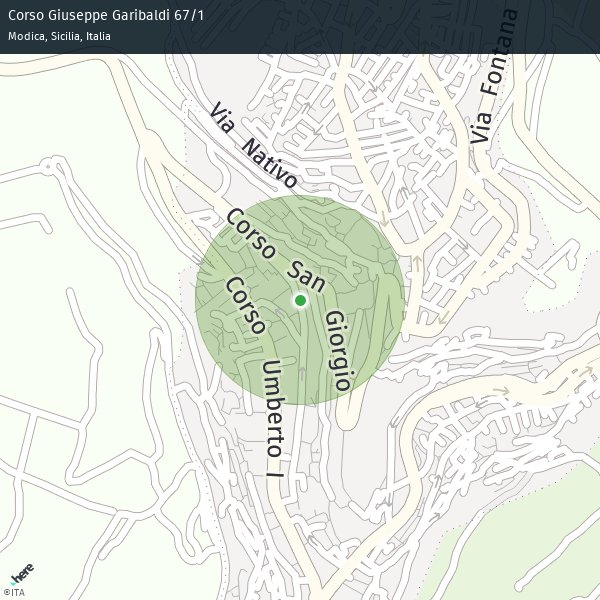 Corso Giuseppe Garibaldi 67/1
Modica, Sicilia, Italia
Via Fontana
Via Nativo
Corso San Giorgio
Corso Umberto I
here
©ITA